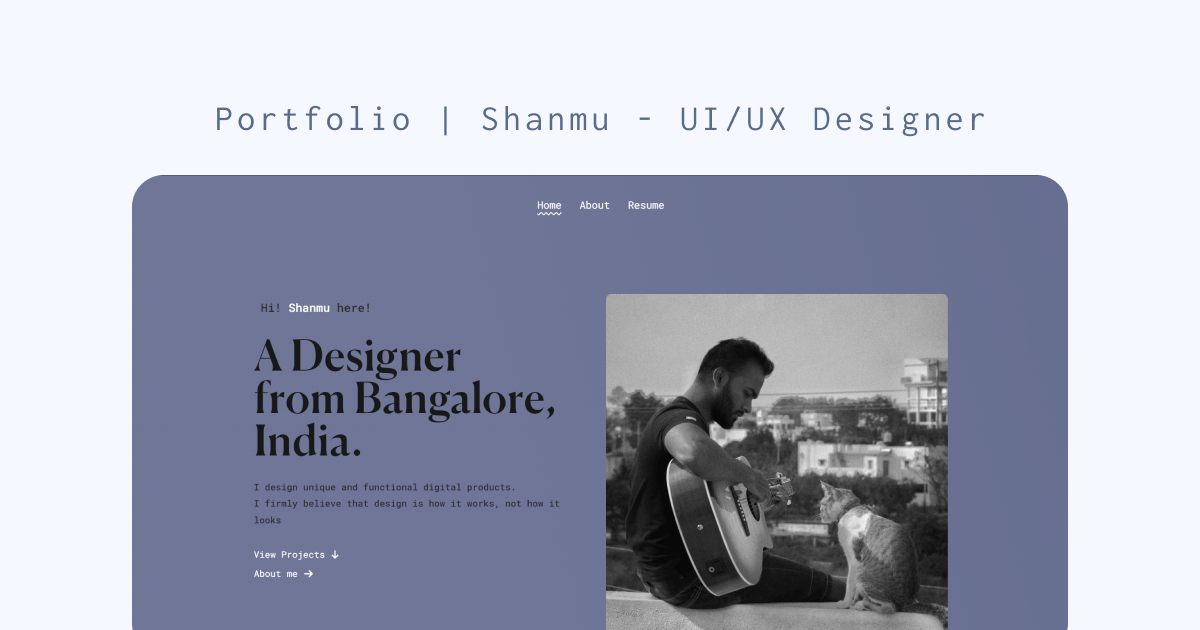 Portfolio | Shanmu - UI/UX Designer
Home About Resume
Hi! Shanmu here!
A Designer
from Bangalore,
India.
I design unique and functional digital products.
I firmly believe that design is how it works, not how it
looks
View Projects ↓
About me →